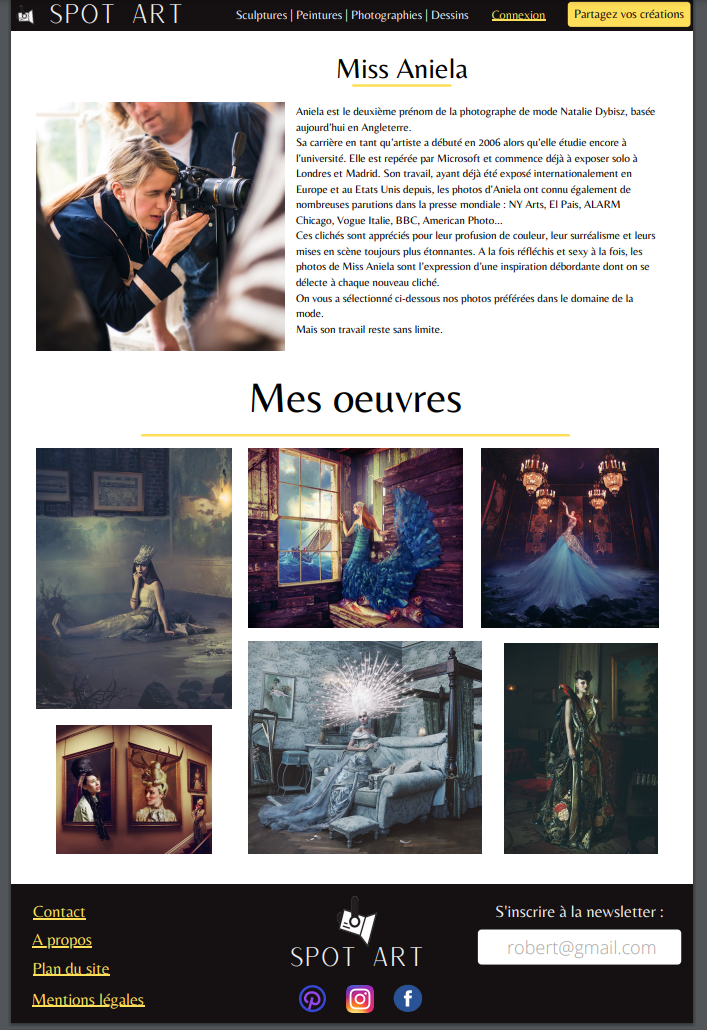 SPOT ART
Sculptures | Peintures | Photographies | Dessins
Connexion
Partagez vos créations
Miss Aniela
Aniela est le deuxième prénom de la photographe de mode Natalie Dybisz, basée
aujourd'hui en Angleterre.
Sa carrière en tant qu'artiste a débuté en 2006 alors qu'elle étudie encore à
l'université. Elle est repérée par Microsoft et commence déjà à exposer solo à
Londres et Madrid. Son travail, ayant déjà été exposé internationalement en
Europe et au Etats Unis depuis, les photos d'Aniela ont connu également de
nombreuses parutions dans la presse mondiale : NY Arts, El Pais, ALARM
Chicago, Vogue Italie, BBC, American Photo...
Ces clichés sont appréciés pour leur profusion de couleur, leur surréalisme et leurs
mises en scène toujours plus étonnantes. A la fois réfléchis et sexy à la fois, les
photos de Miss Aniela sont l'expression d'une inspiration débordante dont on se
délecte à chaque nouveau cliché.
On vous a sélectionné ci-dessous nos photos préférées dans le domaine de la
mode.
Mais son travail reste sans limite.
Mes oeuvres
Contact
A propos
Plan du site
Mentions légales
SPOT ART
S'inscrire à la newsletter :
robert@gmail.com